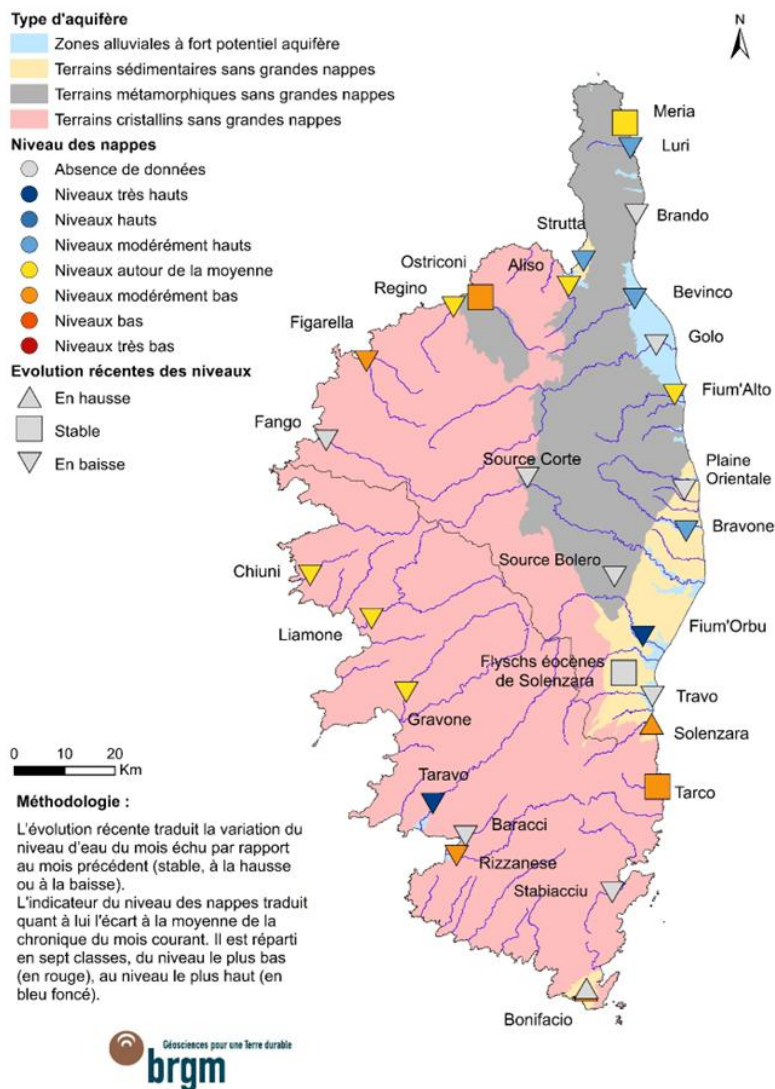 Type d'aquifère
Zones alluviales à fort potentiel aquifère
Terrains sédimentaires sans grandes nappes
Terrains métamorphiques sans grandes nappes
Terrains cristallins sans grandes nappes
Niveau des nappes
Absence de données
Niveaux très hauts
Niveaux hauts
Niveaux modérément hauts
Niveaux autour de la moyenne
Niveaux modérément bas
Niveaux bas
Niveaux très bas
Evolution récentes des niveaux
En hausse
Stable
En baisse
N
Meria
Luri
Brando
Strutta
Ostriconi
Aliso
Regino
Bevinco
Figarella
Golo
Fium'Alto
Fango
Source Corte
Plaine
Orientale
Bravone
Source Bolero
Chiuni
Liamone
Fium'Orbu
Flyschs éocènes
de Solenzara
Travo
Gravone
Solenzara
Taravo
Tarco
Baracci
Rizzanese
Stabiacciu
Bonifacio
0 10 20
Km
Méthodologie :
L'évolution récente traduit la variation du
niveau d'eau du mois échu par rapport
au mois précédent (stable, à la hausse
ou à la baisse).
L'indicateur du niveau des nappes traduit
quant à lui l'écart à la moyenne de la
chronique du mois courant. Il est réparti
en sept classes, du niveau le plus bas
(en rouge), au niveau le plus haut (en
bleu foncé).
Géosciences pour une Terre durable
brgm